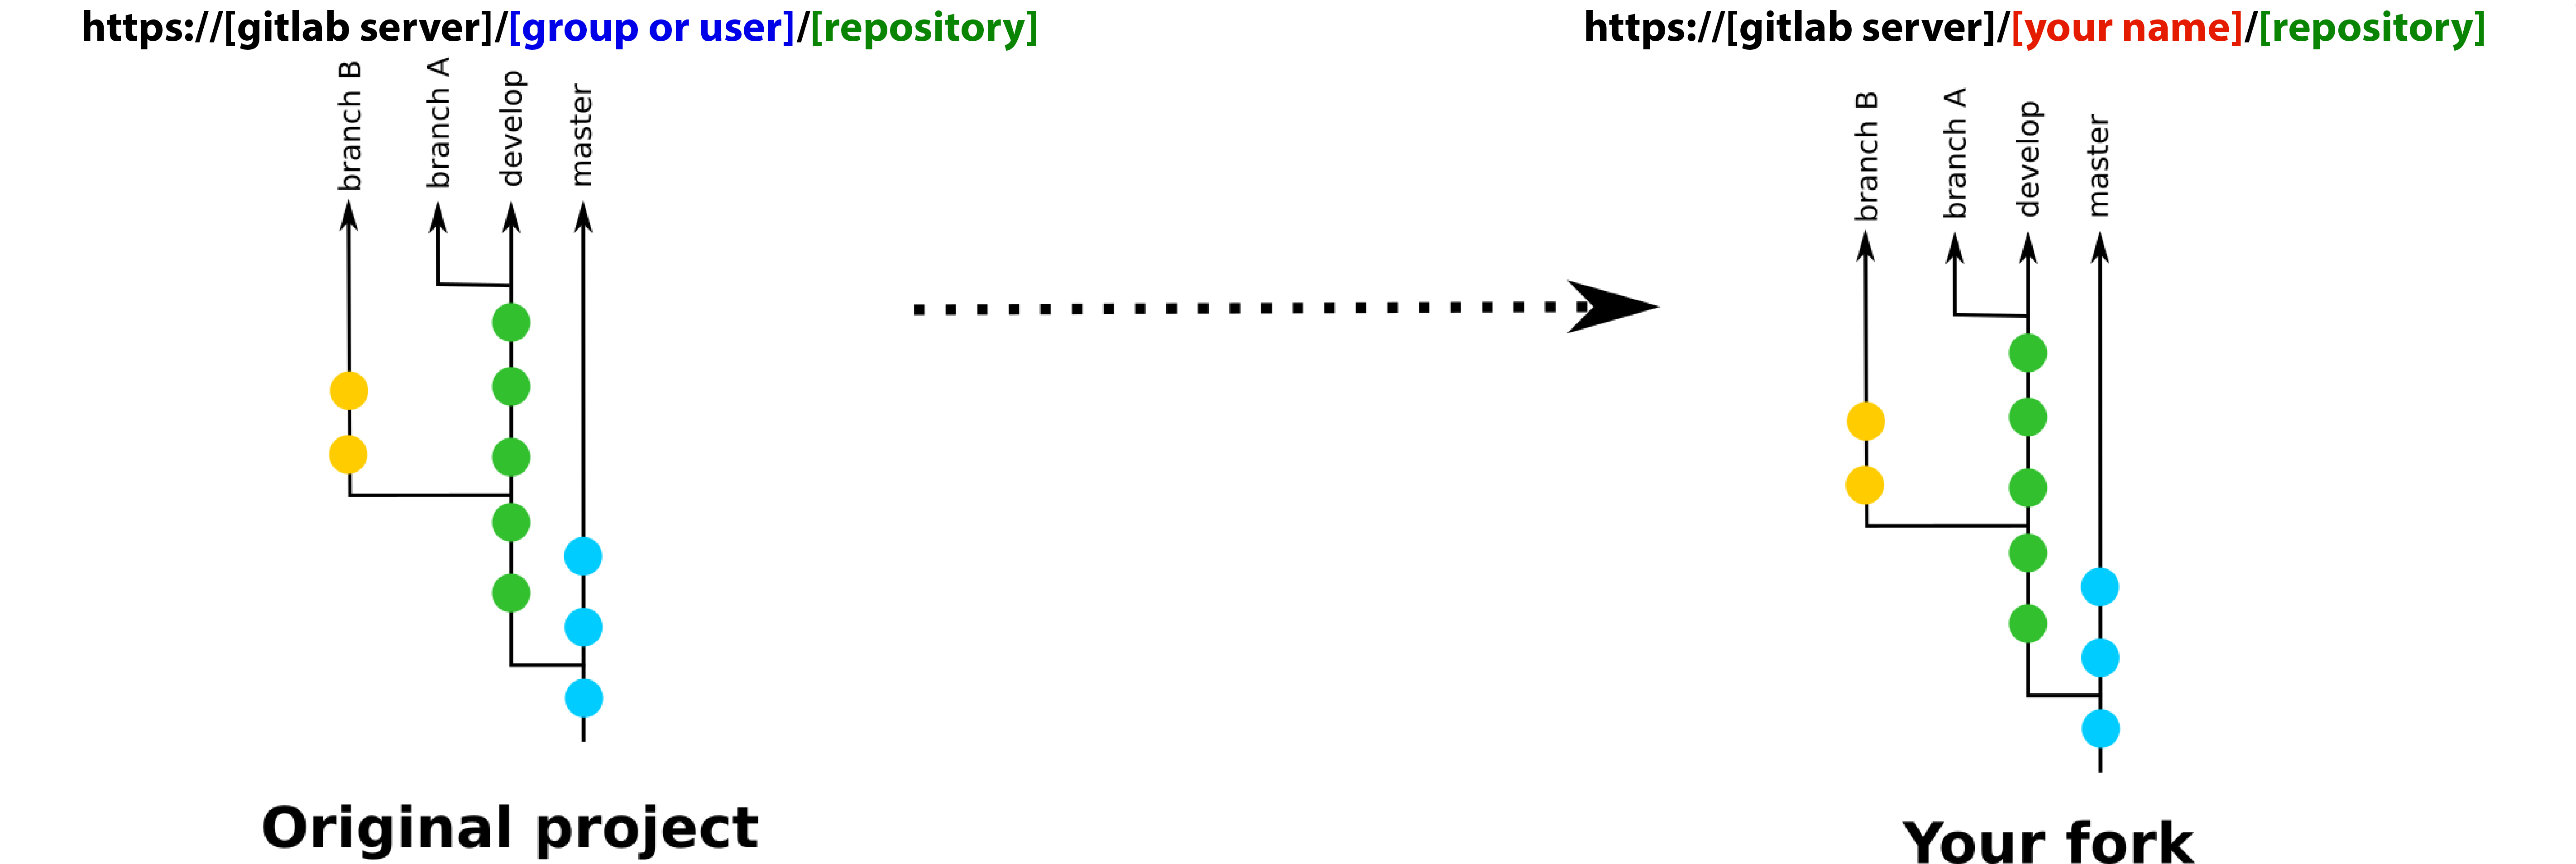 https://[gitlab server]/[group or user]/[repository]
branch B
branch A
develop
master
Original project
https://[gitlab server]/[your name]/[repository]
branch B
branch A
develop
master
Your fork